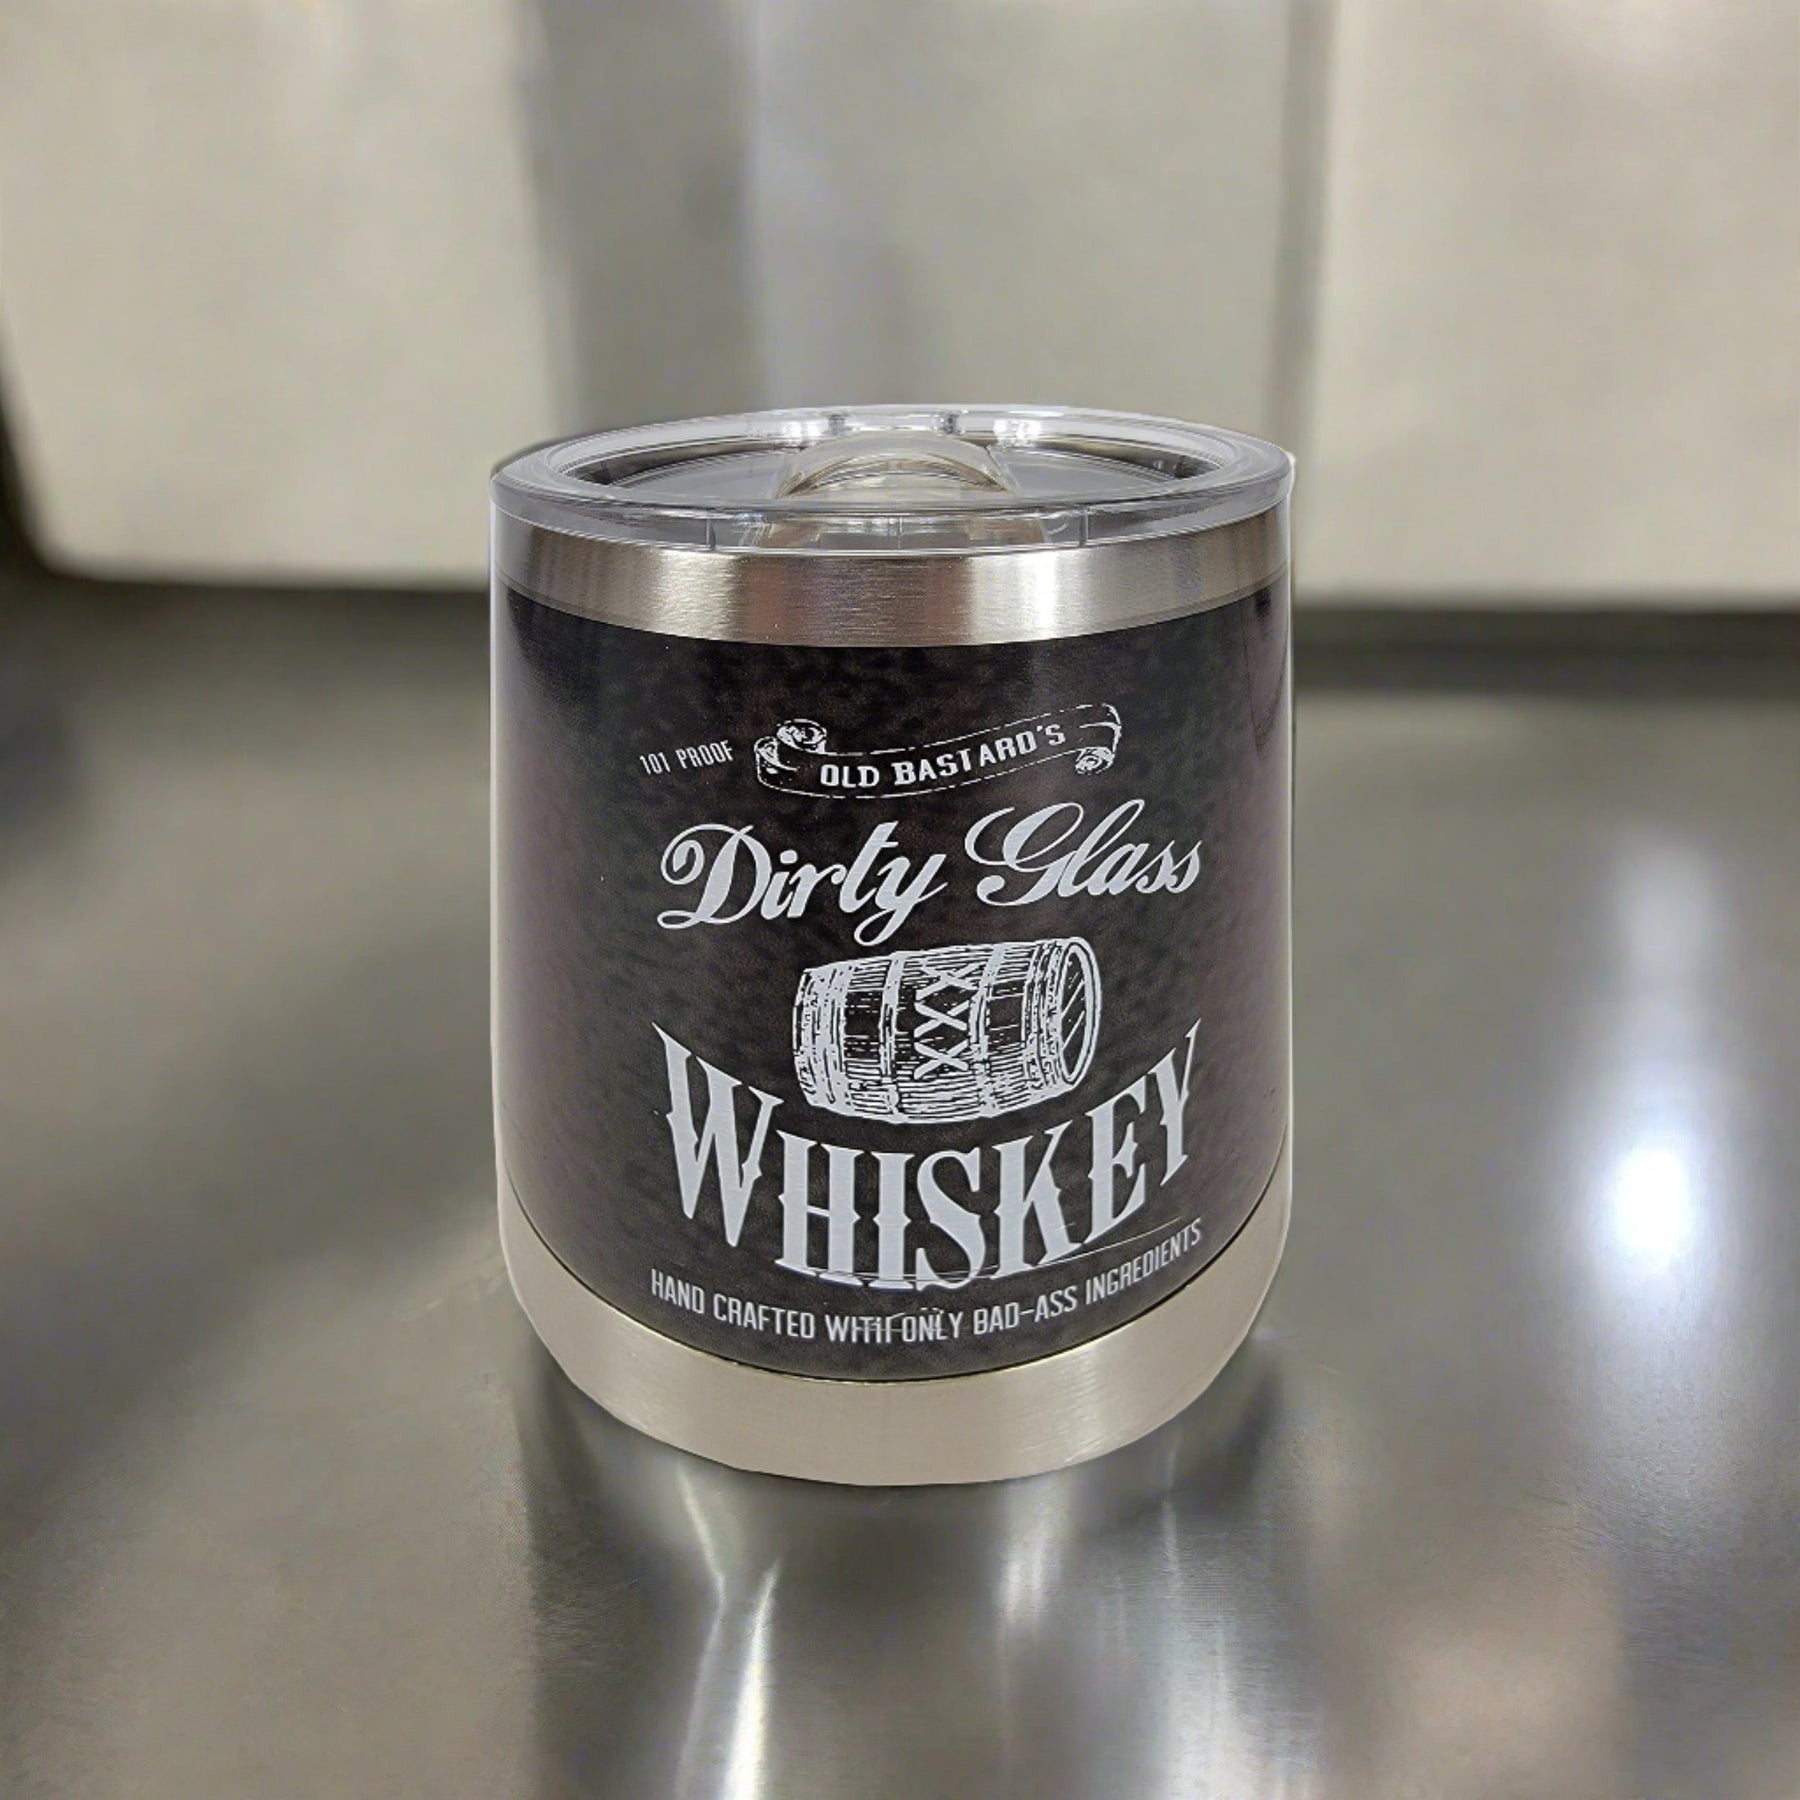 101 PROOF
OLD BASTARD'S
Dirty Glass
XXX
WHISKEY
HAND CRAFTED WITH ONLY BAD-ASS INGREDIENTS